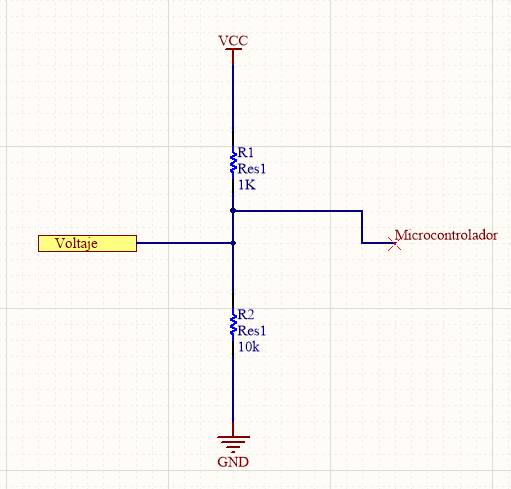 VCC
R1
Res1
1K
Microcontrolador
Voltaje
R2
Res1
10k
GND